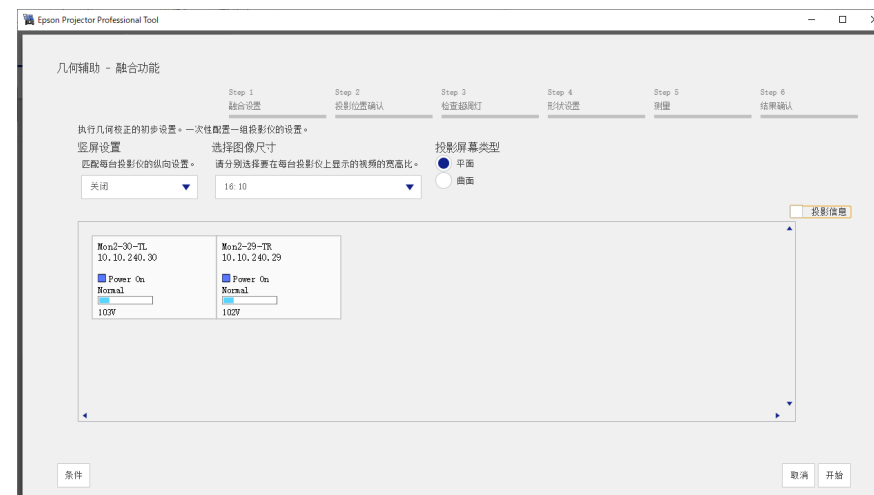 Epson Projector Professional Tool
几何辅助 - 融合功能
Step 1 Step 2 Step 3 Step 4 Step 5 Step 6
融合设置 投影位置确认 检查超高灯 形状设置 测量 结果确认
执行几何校正的初步设置。一次性配置一组投影仪的设置。
竖屏设置 选择图像尺寸 投影屏幕类型
匹配每台投影仪的纵向设置。 请分别选择要在每台投影仪上显示的视频的宽高比。 平面
关闭 16:10 曲面
投影信息
Mon2-30-TL Mon2-29-TR
10.10.240.30 10.10.240.29
Power On Power On
Normal Normal
103V 102V
条件 取消 开始